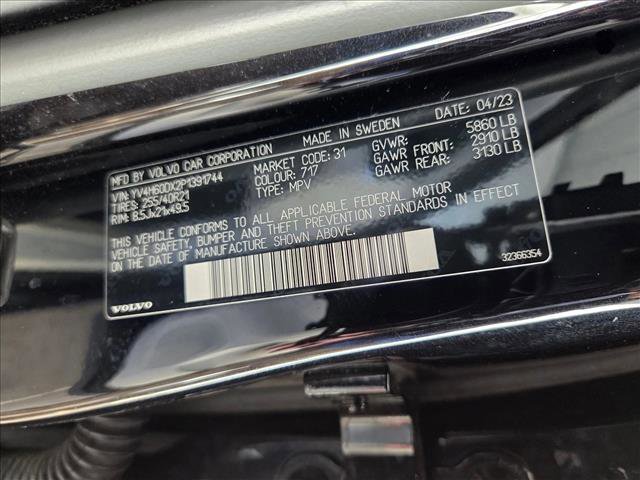 MFD BY VOLVO CAR CORPORATION MADE IN SWEDEN DATE: 04/23
VIN: YV4H60DX2P1391744 MARKET CODE: 31 GVWR: 5860 LB
TIRES: 255/40R21 COLOUR: 717 GAWR FRONT: 2910 LB
RIM: 8.5Jx21x49.5 TYPE: MPV GAWR REAR: 3130 LB
THIS VEHICLE CONFORMS TO ALL APPLICABLE FEDERAL MOTOR
VEHICLE SAFETY, BUMPER AND THEFT PREVENTION STANDARDS IN EFFECT
ON THE DATE OF MANUFACTURE SHOWN ABOVE.
VOLVO 32366354